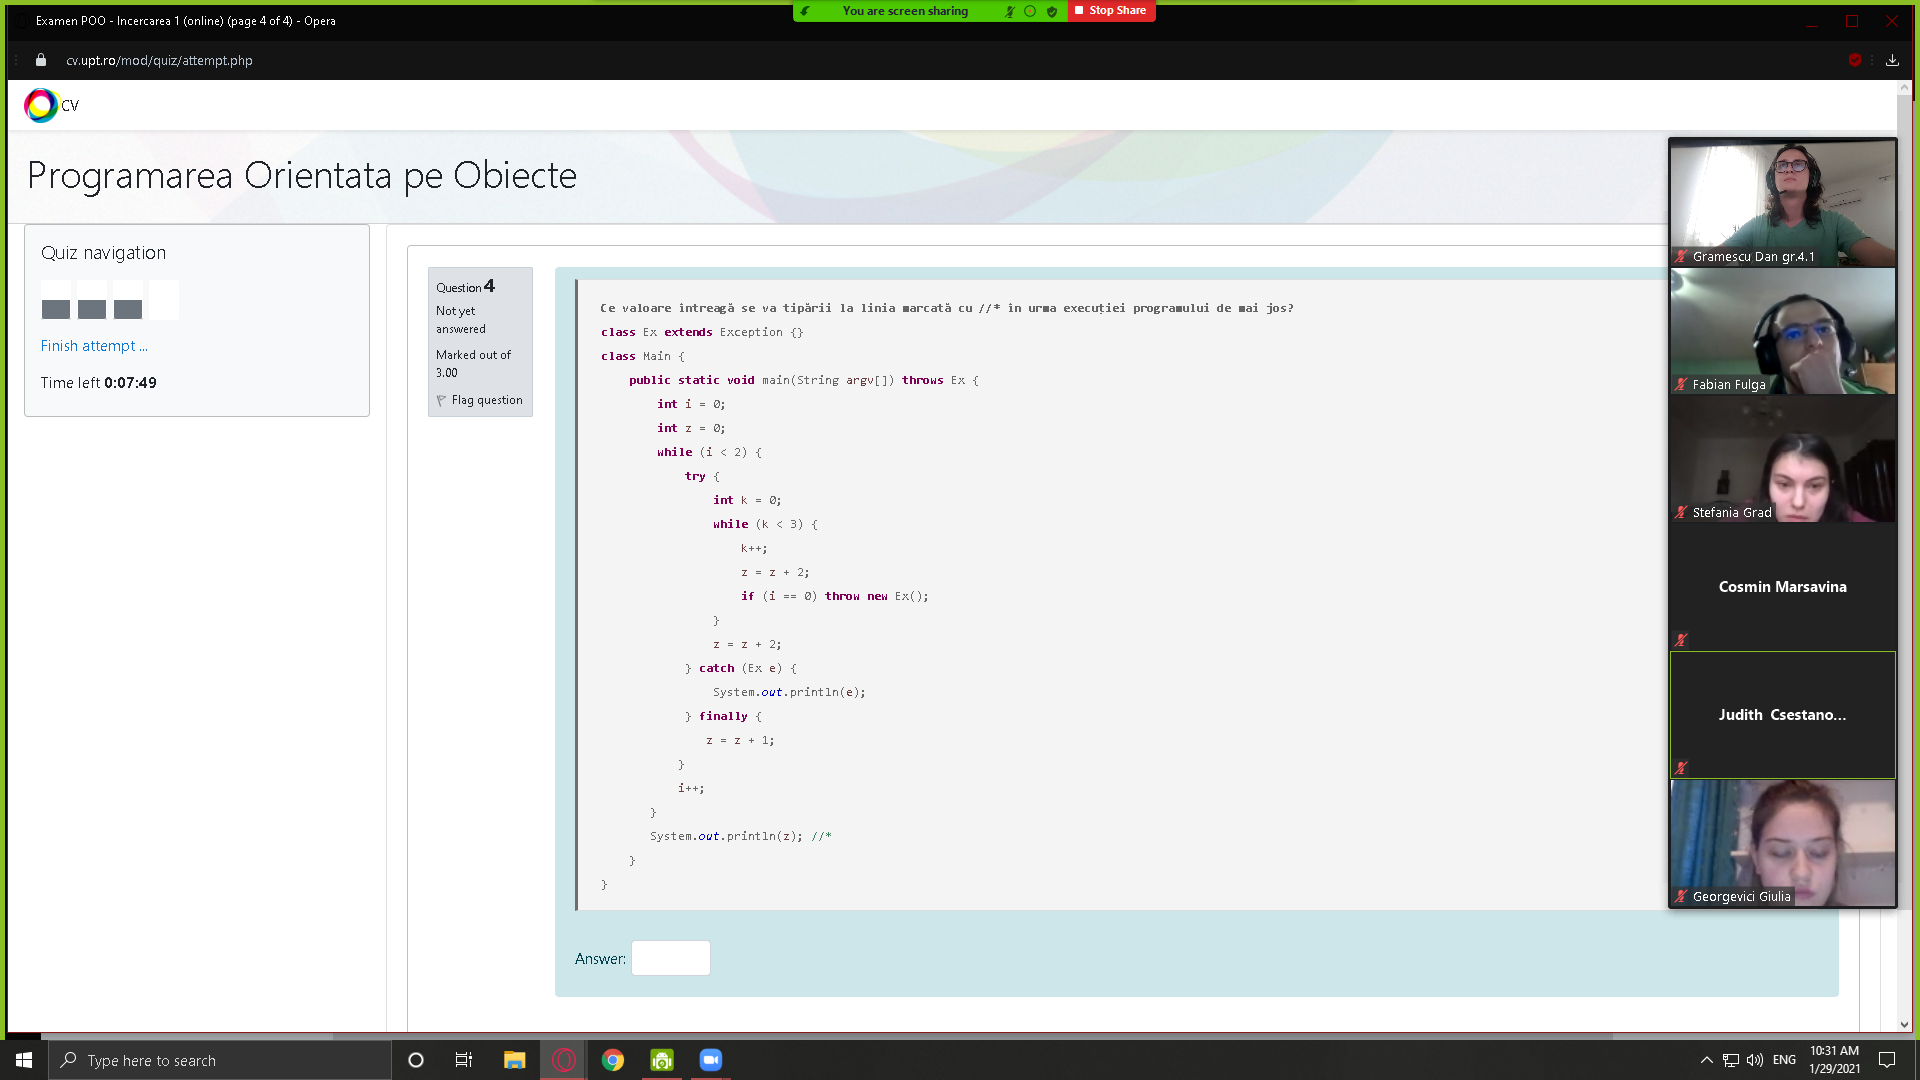 Examen POO - Incercarea 1 (online) (page 4 of 4) - Opera
You are screen sharing
Stop Share
cv.upt.ro/mod/quiz/attempt.php
CV
Programarea Orientata pe Obiecte
Quiz navigation
Finish attempt ...
Time left 0:07:49
Question 4
Not yet
answered
Marked out of
3.00
Flag question
Ce valoare întreagă se va tipării la linia marcată cu //* în urma execuției programului de mai jos?
class Ex extends Exception {}
class Main {
public static void main(String argv[]) throws Ex {
int i = 0;
int z = 0;
while (i < 2) {
try {
int k = 0;
while (k < 3) {
k++;
z = z + 2;
if (i == 0) throw new Ex();
}
z = z + 2;
} catch (Ex e) {
System.out.println(e);
} finally {
z = z + 1;
}
i++;
}
System.out.println(z); //*
}
}
Answer:
Gramescu Dan gr.4.1
Fabian Fulga
Stefania Grad
Cosmin Marsavina
Judith Csestano...
Georgevici Giulia
Type here to search
ENG
10:31 AM
1/29/2021